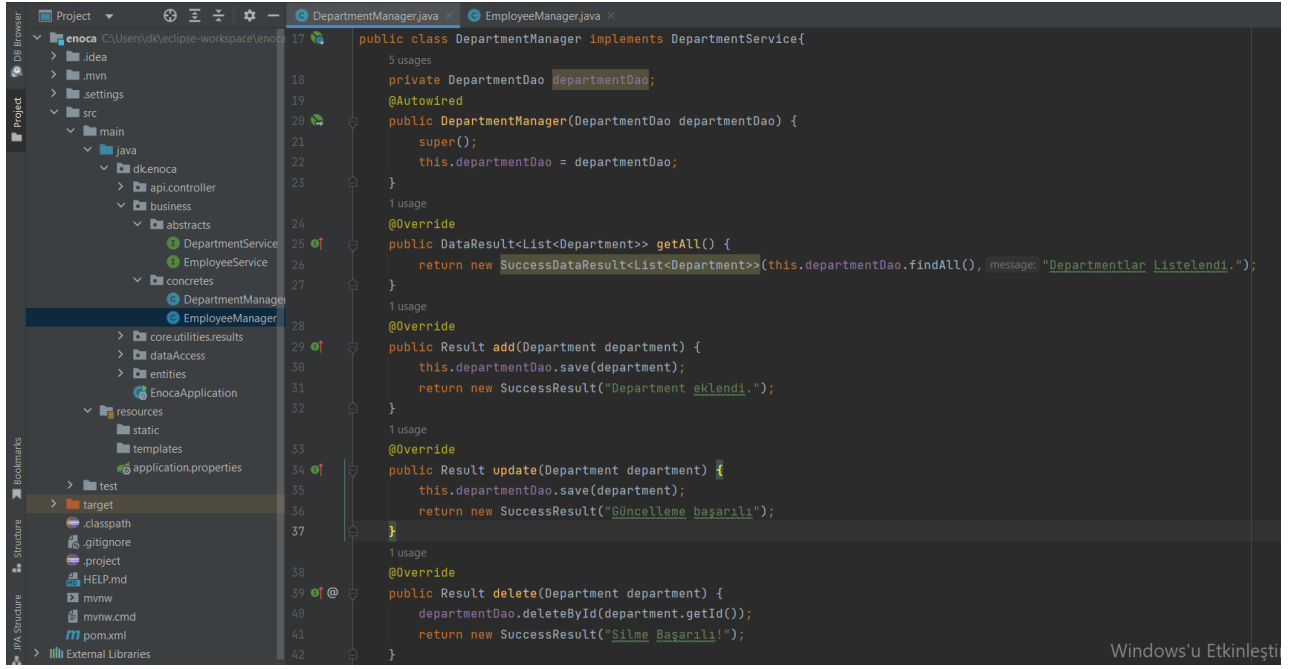 Project
DepartmentManager.java
EmployeeManager.java
DB Browser
Project
Bookmarks
Structure
JPA Structure
enoca C:\Users\dk\eclipse-workspace\enoca
.idea
.mvn
.settings
src
main
java
dk.enoca
api.controller
business
abstracts
DepartmentService
EmployeeService
concretes
DepartmentManager
EmployeeManager
core.utilities.results
dataAccess
entities
EnocaApplication
resources
static
templates
application.properties
test
target
.classpath
.gitignore
.project
HELP.md
mvnw
mvnw.cmd
pom.xml
External Libraries
17 public class DepartmentManager implements DepartmentService{
5 usages
18 private DepartmentDao departmentDao;
19 @Autowired
20 public DepartmentManager(DepartmentDao departmentDao) {
21 super();
22 this.departmentDao = departmentDao;
23 }
1 usage
24 @Override
25 public DataResult<List<Department>> getAll() {
26 return new SuccessDataResult<List<Department>>(this.departmentDao.findAll(), message: "Departmentlar Listelendi.");
27 }
1 usage
28 @Override
29 public Result add(Department department) {
30 this.departmentDao.save(department);
31 return new SuccessResult("Department eklendi.");
32 }
1 usage
33 @Override
34 public Result update(Department department) {
35 this.departmentDao.save(department);
36 return new SuccessResult("Güncelleme başarılı");
37 }
1 usage
38 @Override
39 @ public Result delete(Department department) {
40 departmentDao.deleteById(department.getId());
41 return new SuccessResult("Silme Başarılı!");
42 }
Windows'u Etkinleşti